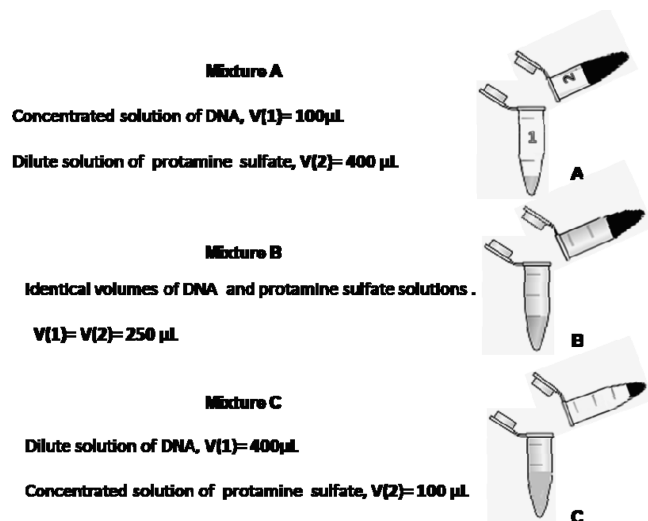 Mixture A
2
Concentrated solution of DNA, V(1)= 100µL
1
Dilute solution of protamine sulfate, V(2)= 400 µL
A
Mixture B
Identical volumes of DNA and protamine sulfate solutions .
V(1)= V(2)= 250 µL
B
Mixture C
Dilute solution of DNA, V(1)= 400µL
Concentrated solution of protamine sulfate, V(2)= 100 µL
C